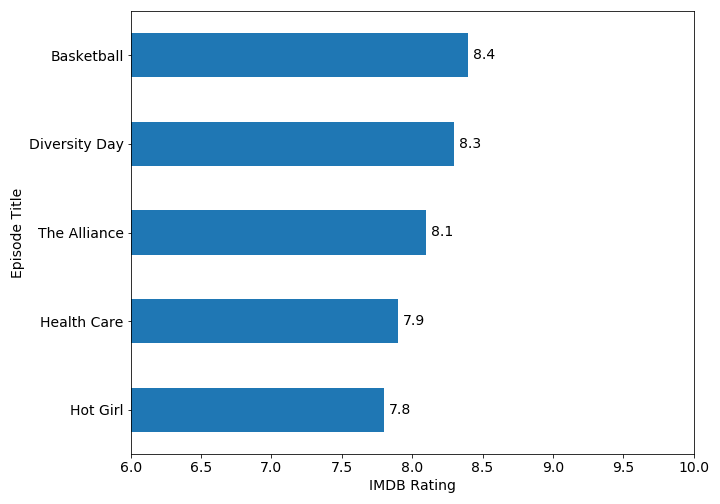 Basketball
8.4
Diversity Day
8.3
The Alliance
8.1
Health Care
7.9
Hot Girl
7.8
Episode Title
6.0 6.5 7.0 7.5 8.0 8.5 9.0 9.5 10.0
IMDB Rating